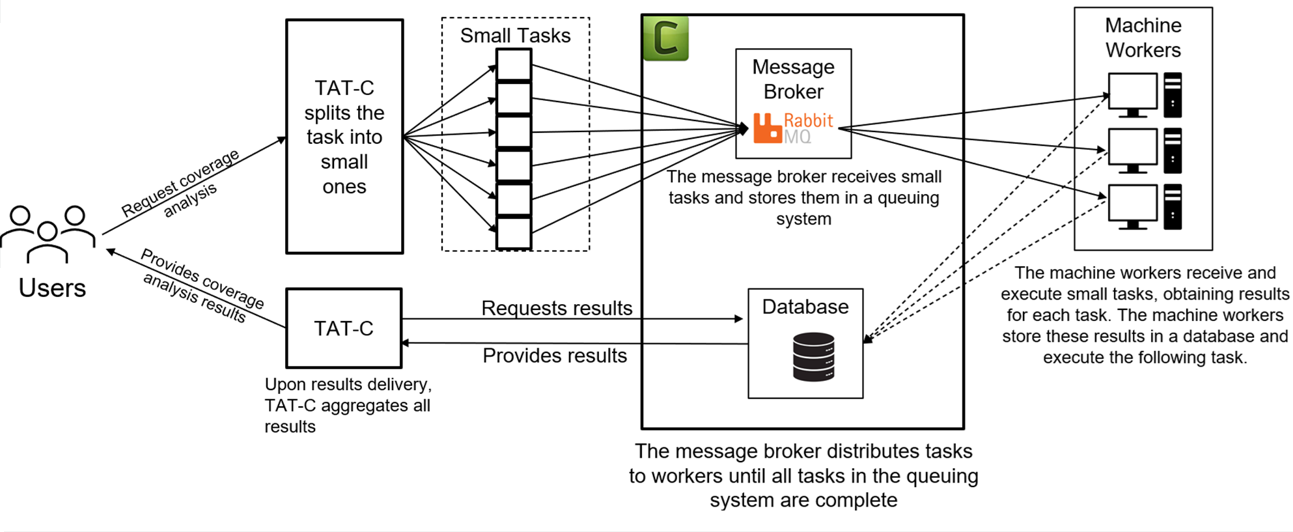 TAT-C
splits the
task into
small
ones
Small Tasks
C
Message
Broker
Rabbit
MQ
The message broker receives small
tasks and stores them in a queuing
system
Machine
Workers
The machine workers receive and
execute small tasks, obtaining results
for each task. The machine workers
store these results in a database and
execute the following task.
Request coverage
analysis
Users
Provides coverage
analysis results
TAT-C
Upon results delivery,
TAT-C aggregates all
results
Requests results
Provides results
Database
The message broker distributes tasks
to workers until all tasks in the queuing
system are complete